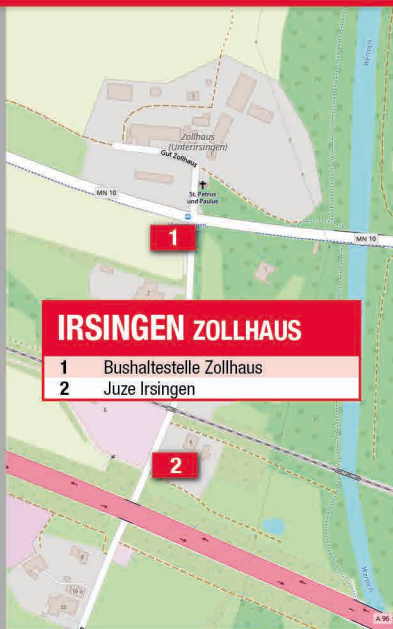 Wertach
Zollhaus
(Unterirsingen)
Gut Zollhaus
MN 10
St. Petrus
und Paulus
1
MN 10
IRSINGEN ZOLLHAUS
1 Bushaltestelle Zollhaus
2 Juze Irsingen
2
Wertach
A 96